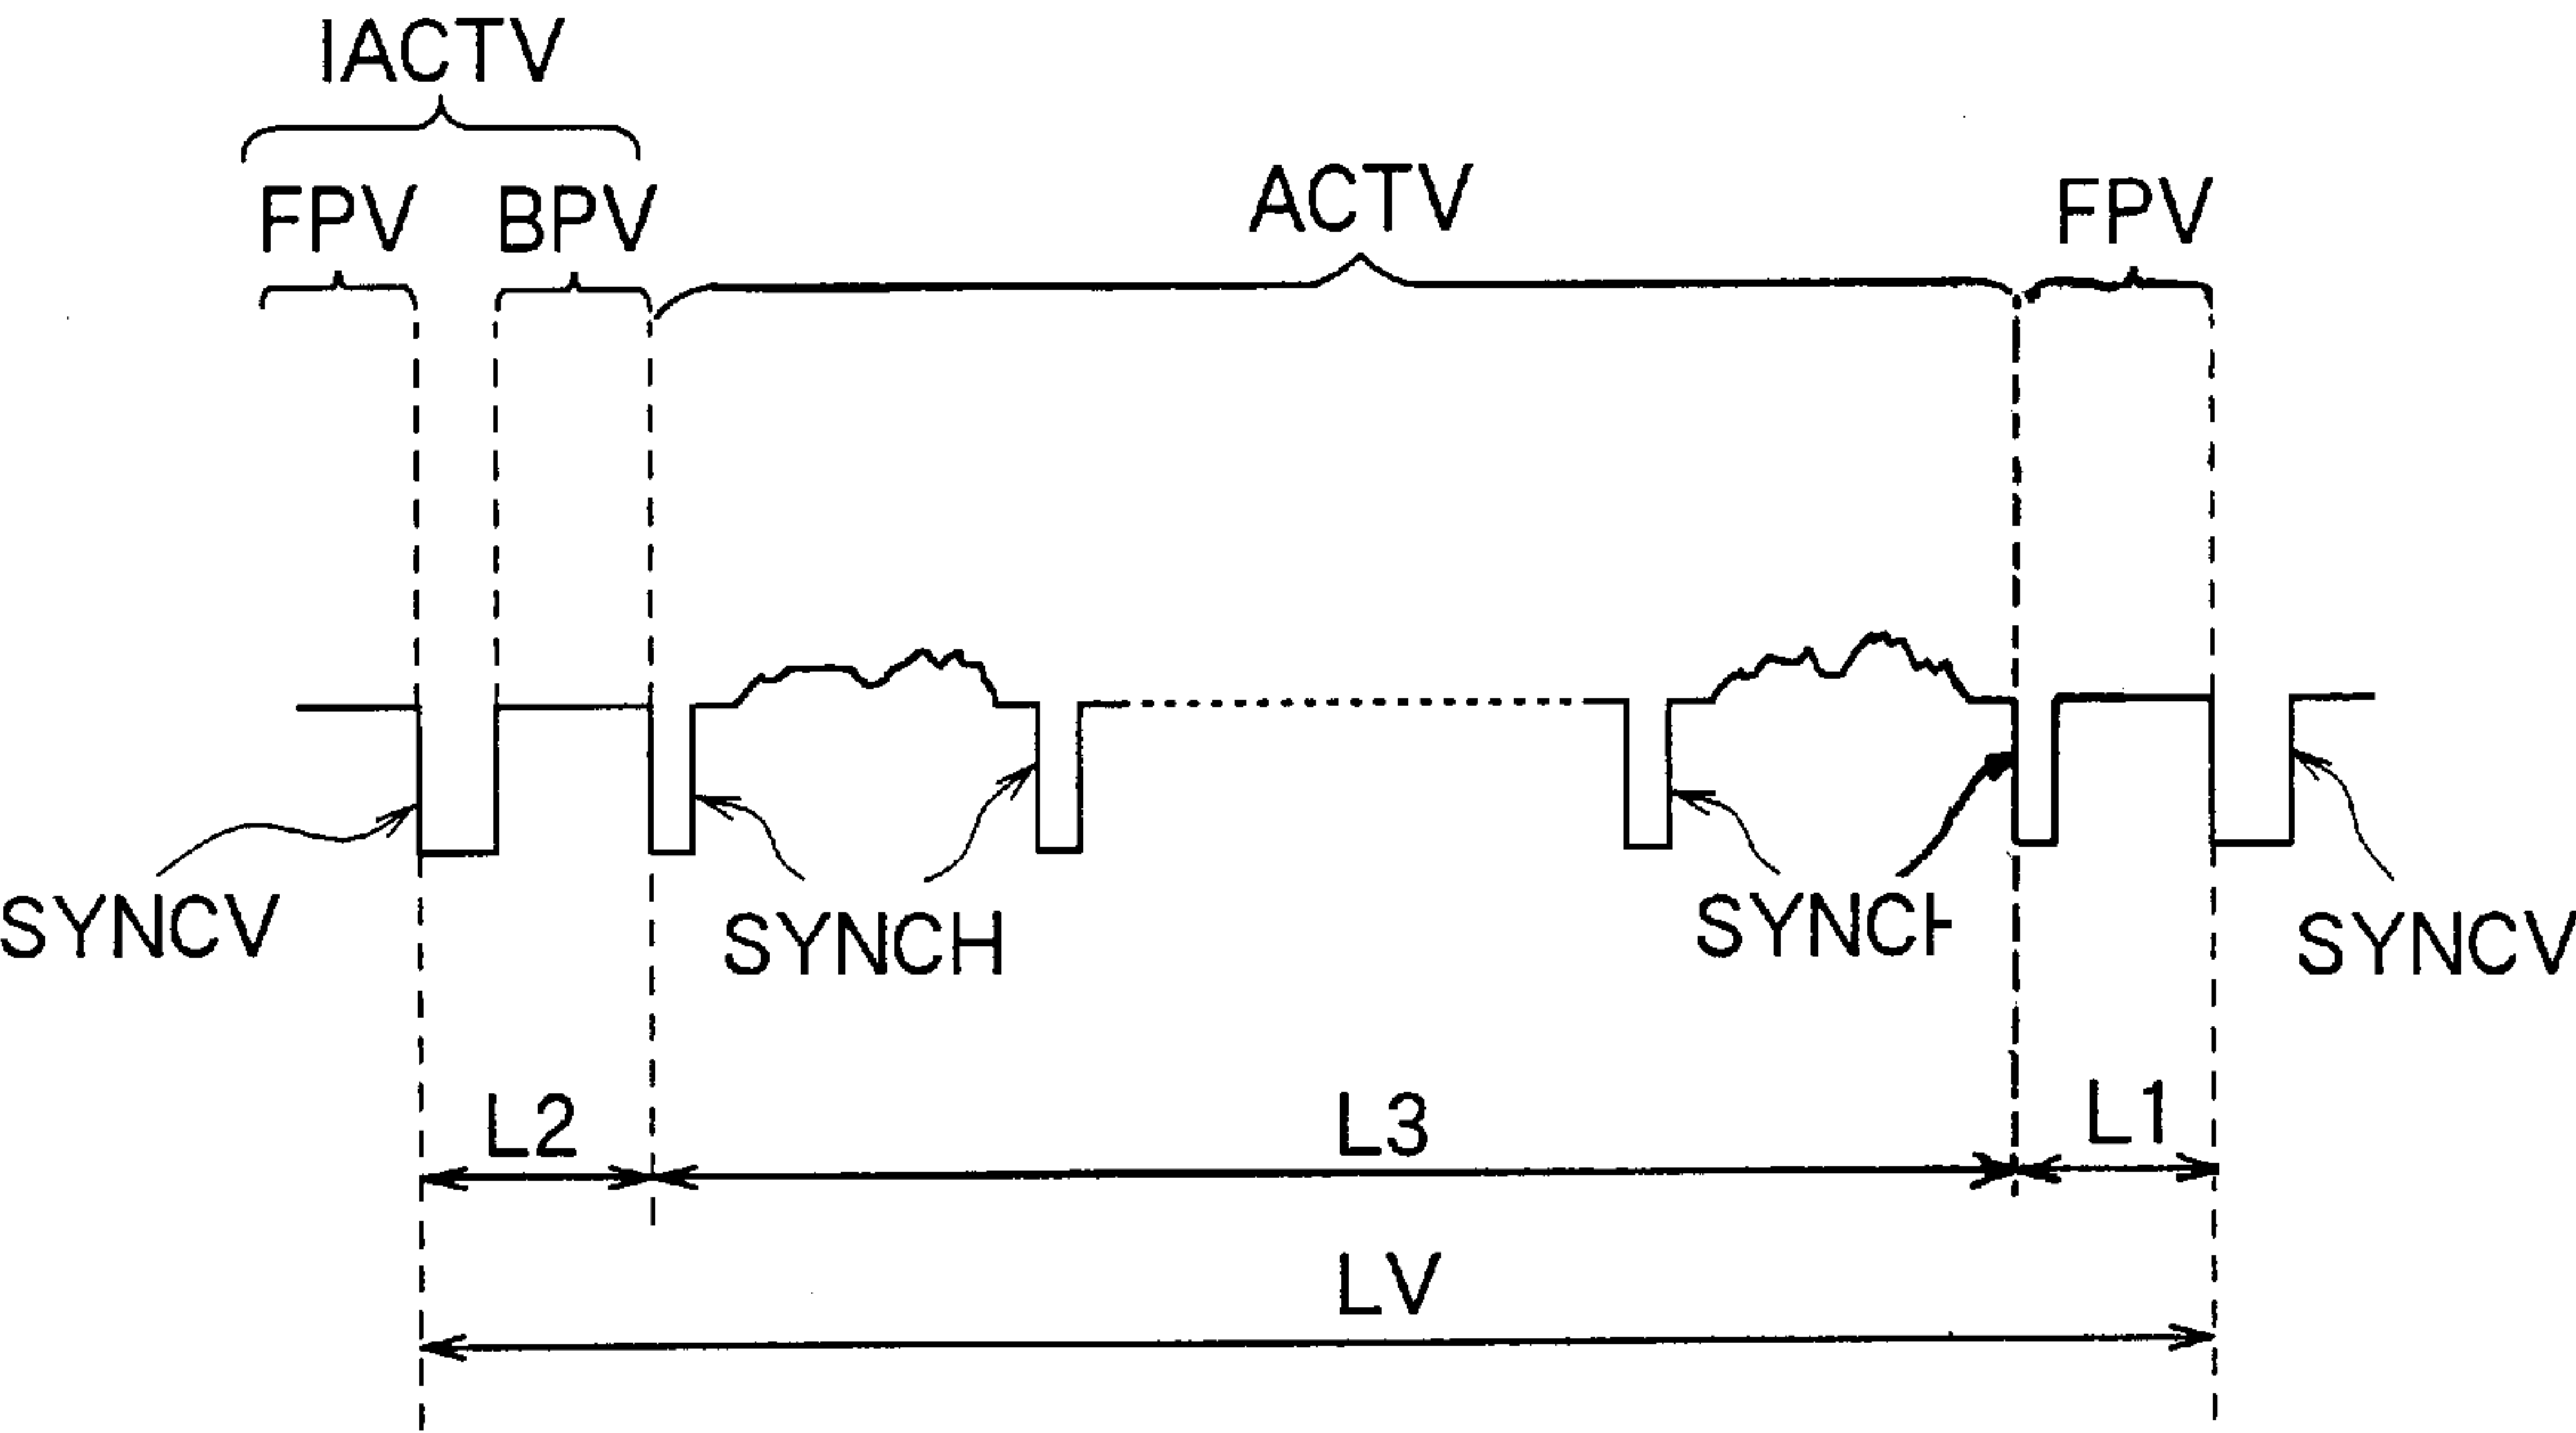 IACTV
FPV BPV ACTV FPV
SYNCV SYNCH SYNCH SYNCV
L2 L3 L1
LV